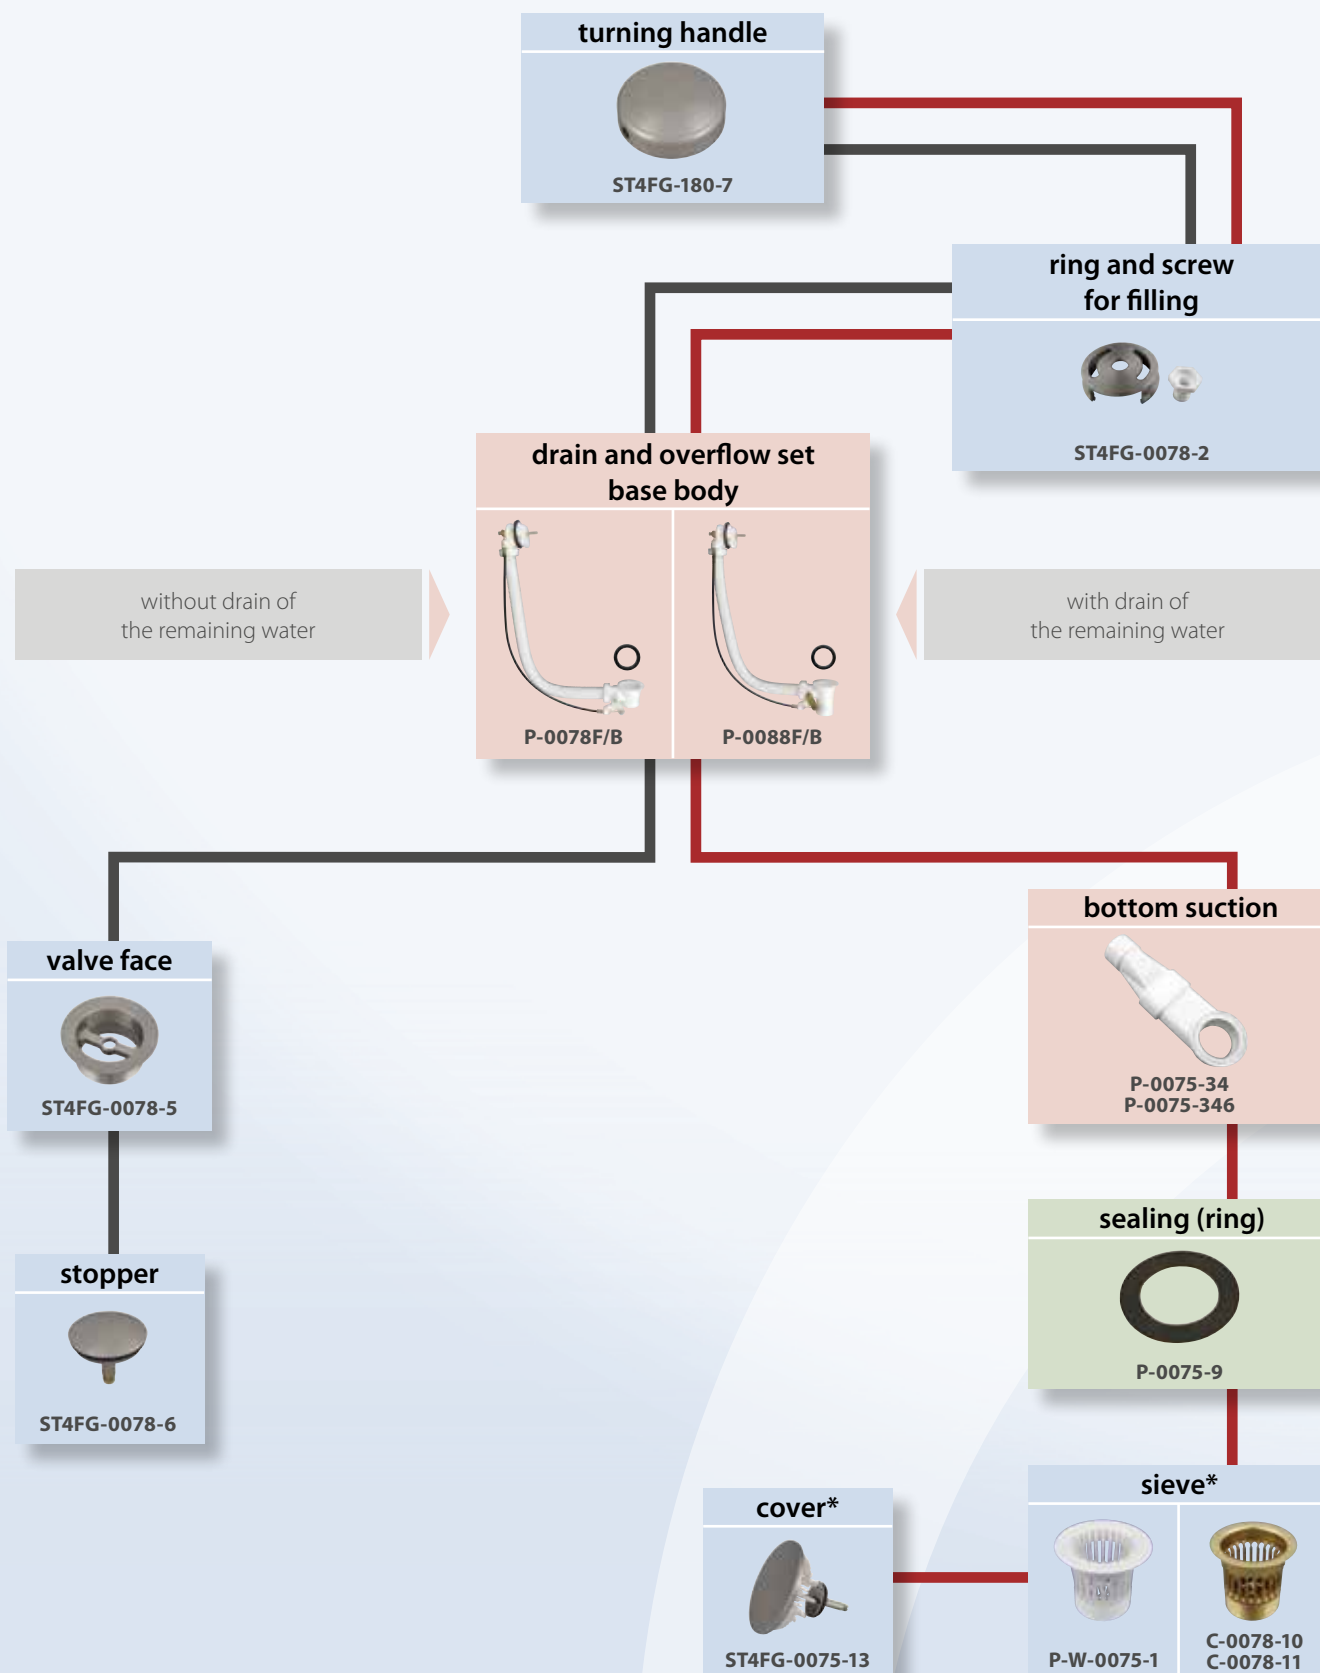 turning handle
ST4FG-180-7
ring and screw
for filling
ST4FG-0078-2
drain and overflow set
base body
P-0078F/B
P-0088F/B
without drain of
the remaining water
with drain of
the remaining water
bottom suction
P-0075-34
P-0075-346
valve face
ST4FG-0078-5
sealing (ring)
P-0075-9
stopper
ST4FG-0078-6
sieve*
P-W-0075-1
C-0078-10
C-0078-11
cover*
ST4FG-0075-13